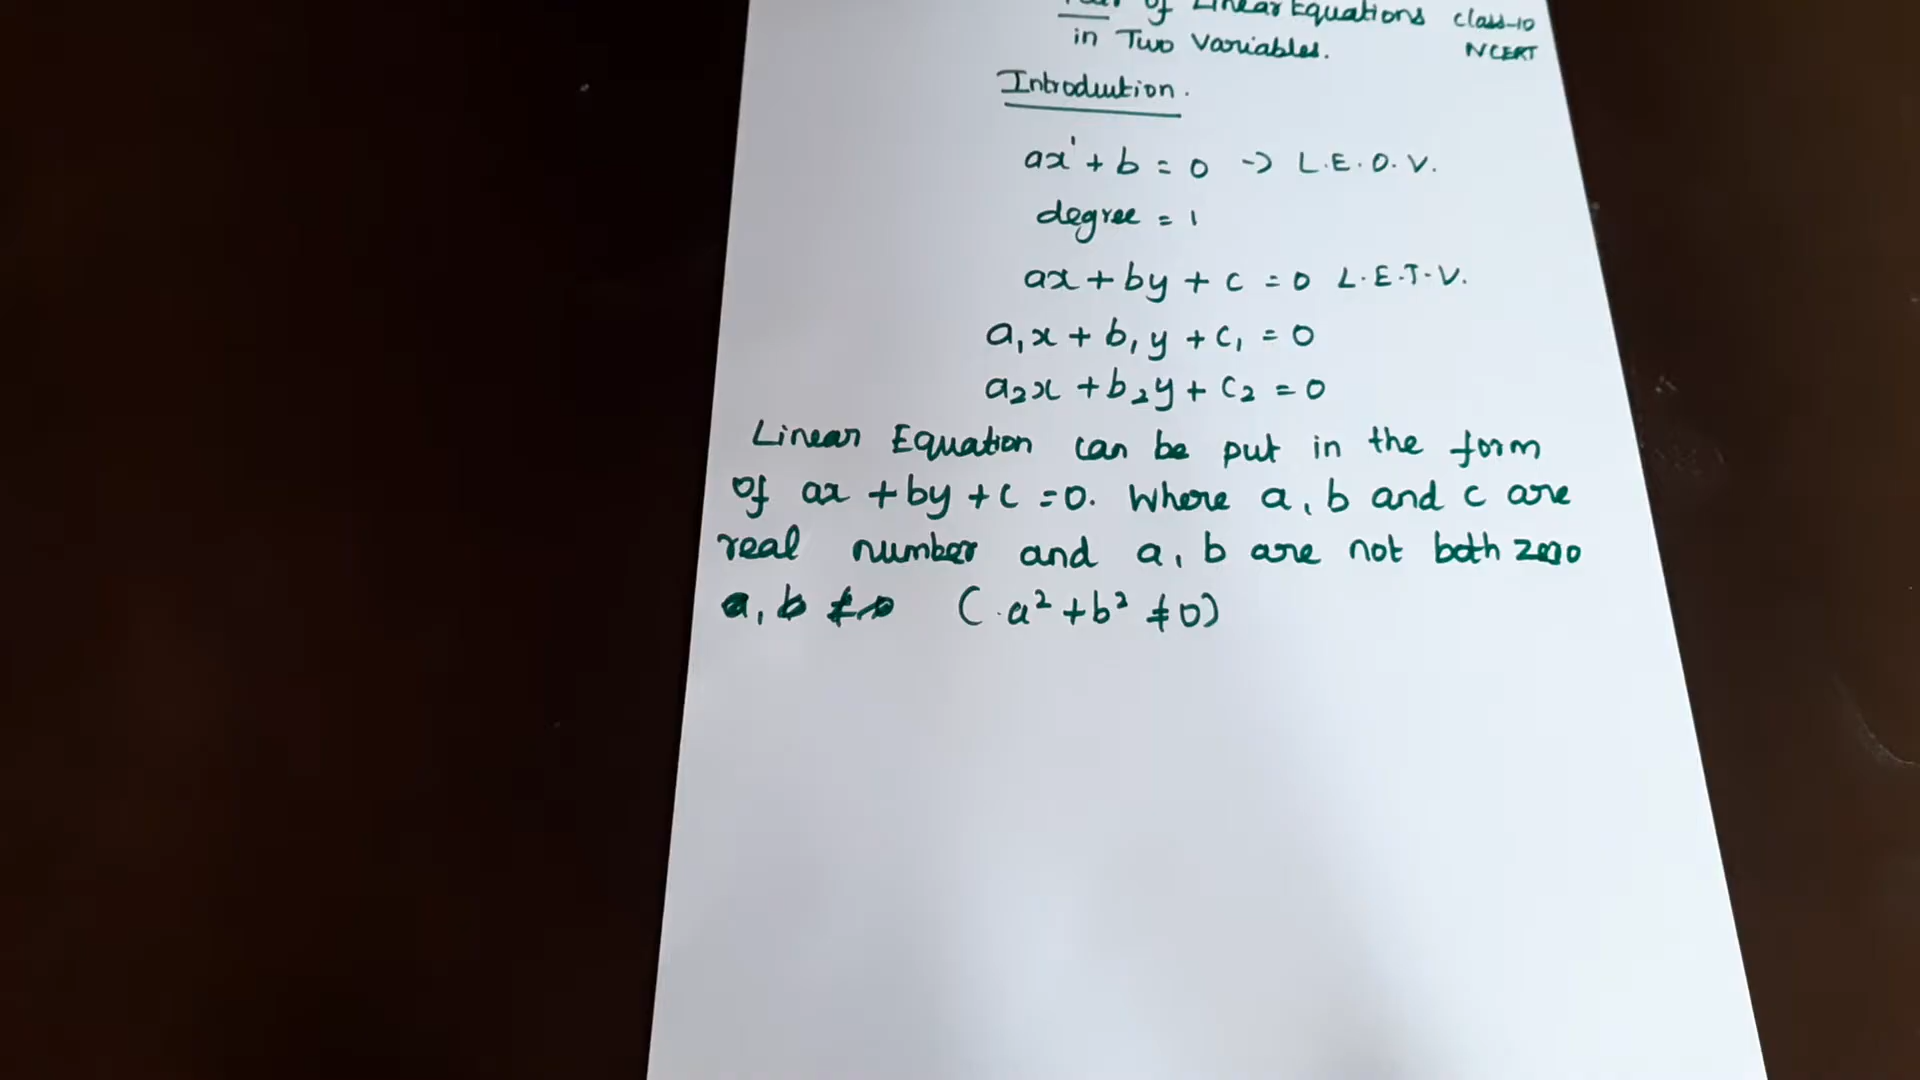 of Linear Equations class-10
in Two Variables. NCERT
Introduction.
ax¹ + b = 0 -> L.E.O.V.
degree = 1
ax + by + c = 0 L.E.T.V.
a₁x + b₁y + c₁ = 0
a₂x + b₂y + c₂ = 0
Linear Equation can be put in the form
of ax + by + c = 0. Where a, b and c are
real number and a, b are not both zero
a, b ≠ 0 (a² + b² ≠ 0)